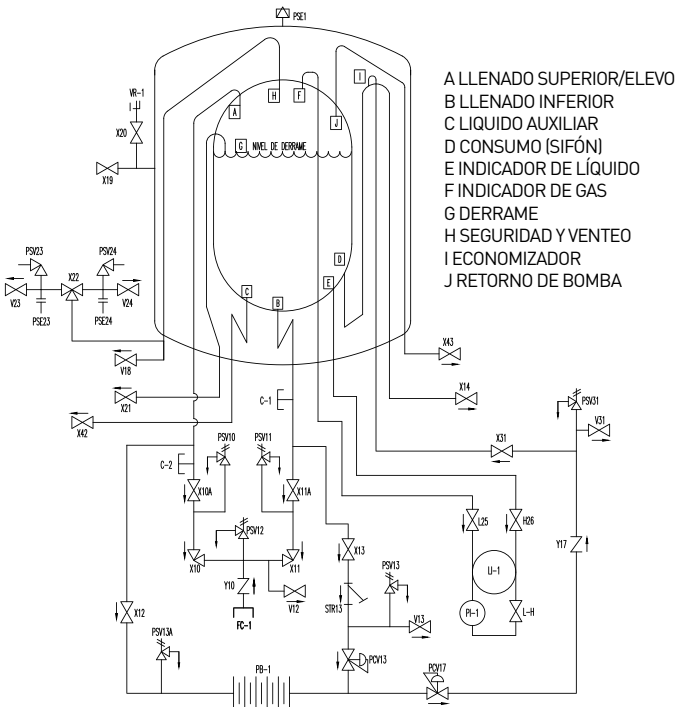 PSE1
I
VR-1
H
F
A
J
X20
G NIVEL DE DERRAME
X19
D
PSV23
PSV24
X22
E
C
B
V23
V24
PSE23
PSE24
X43
V18
X14
X21
C-1
PSV31
V31
X42
PSV10
PSV11
X31
C-2
X10A
X11A
L25
H26
PSV12
Y17
X13
X10
X11
LI-1
Y10
PSV13
STR13
V12
PI-1
L-H
X12
FC-1
V13
PSV13A
PCV13
PB-1
PCV17
A LLENADO SUPERIOR/ELEVO
B LLENADO INFERIOR
C LIQUIDO AUXILIAR
D CONSUMO (SIFÓN)
E INDICADOR DE LÍQUIDO
F INDICADOR DE GAS
G DERRAME
H SEGURIDAD Y VENTEO
I ECONOMIZADOR
J RETORNO DE BOMBA